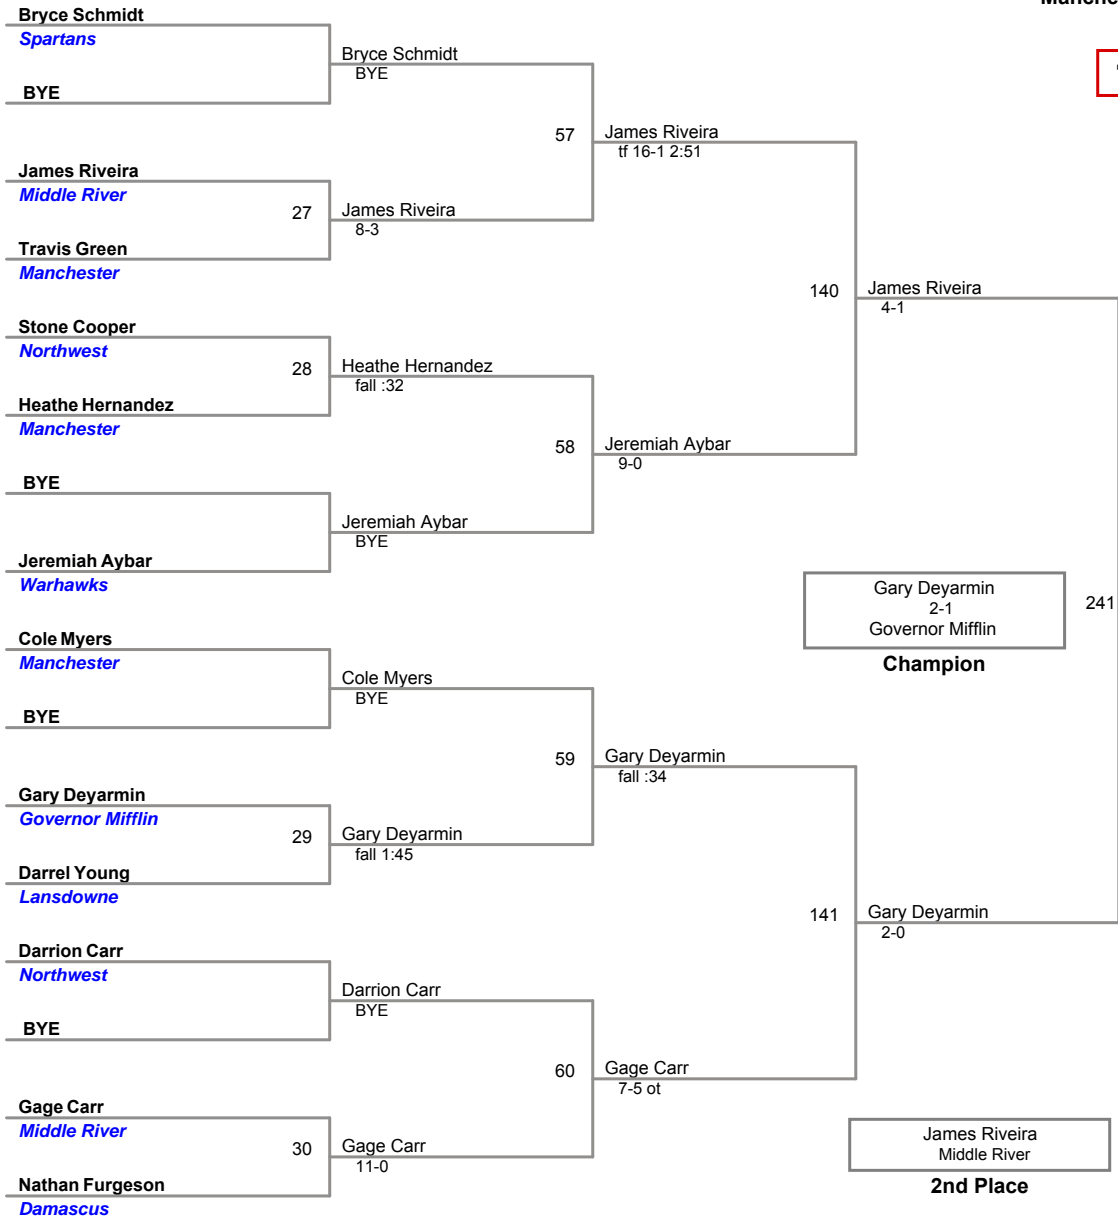 Bryce Schmidt
Spartans
BYE
James Riveira
Middle River
Travis Green
Manchester
Stone Cooper
Northwest
Heathe Hernandez
Manchester
BYE
Jeremiah Aybar
Warhawks
Cole Myers
Manchester
BYE
Gary Deyarmin
Governor Mifflin
Darrel Young
Lansdowne
Darrion Carr
Northwest
BYE
Gage Carr
Middle River
Nathan Furgeson
Damascus
Bryce Schmidt
BYE
27
James Riveira
8-3
28
Heathe Hernandez
fall :32
Jeremiah Aybar
BYE
Cole Myers
BYE
29
Gary Deyarmin
fall 1:45
Darrion Carr
BYE
30
Gage Carr
11-0
57
James Riveira
tf 16-1 2:51
58
Jeremiah Aybar
9-0
59
Gary Deyarmin
fall :34
60
Gage Carr
7-5 ot
140
James Riveira
4-1
141
Gary Deyarmin
2-0
241
Gary Deyarmin
2-1
Governor Mifflin
Champion
James Riveira
Middle River
2nd Place